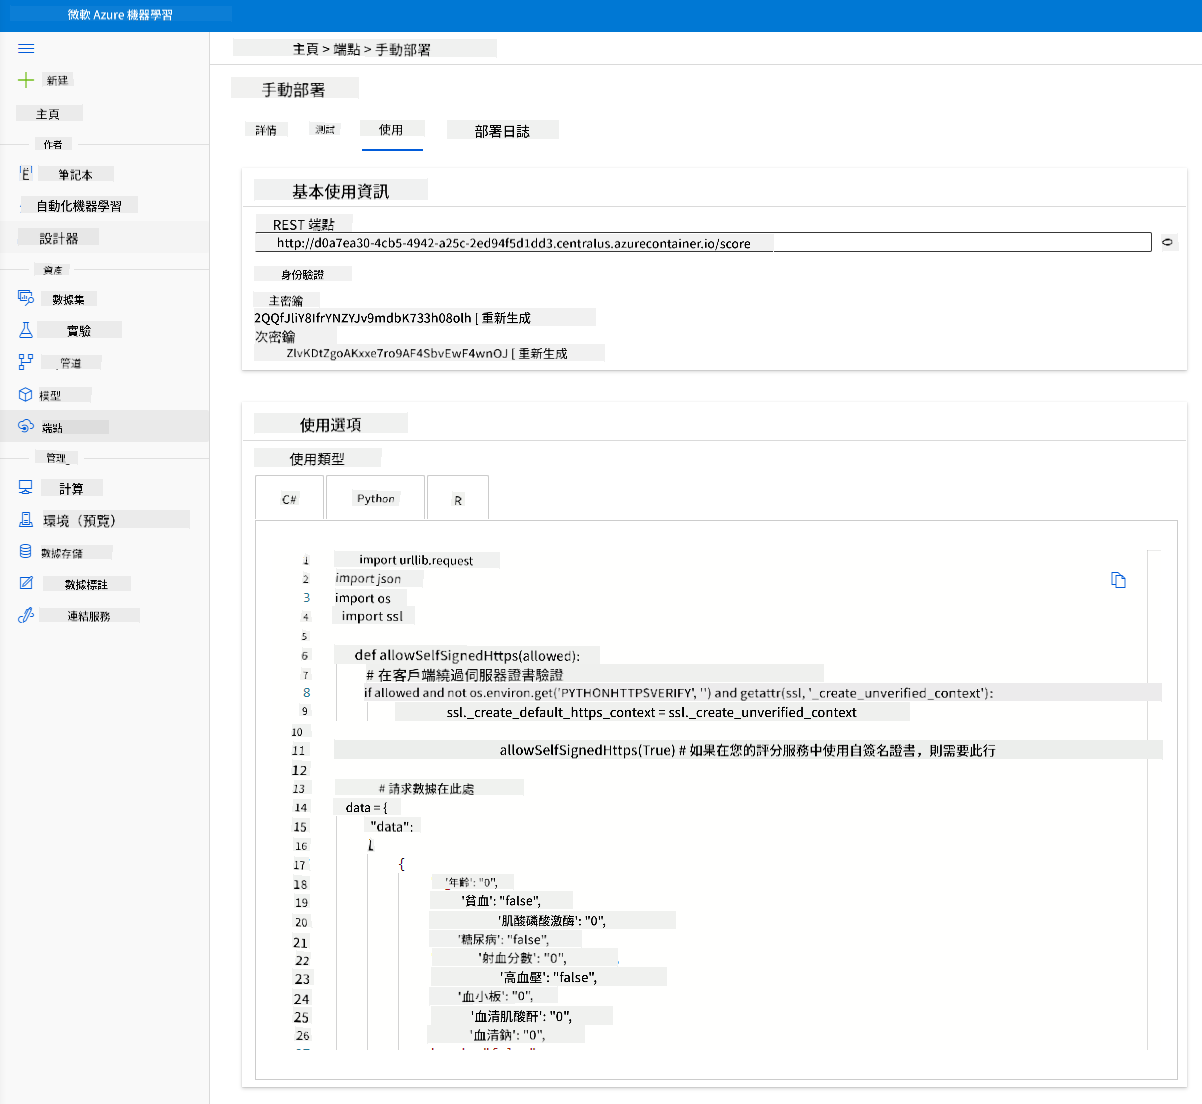 微軟 Azure 機器學習
主頁 > 端點 > 手動部署
新建
主頁
作者
筆記本
自動化機器學習
設計器
資產
數據集
實驗
管道
模型
端點
管理
計算
環境（預覽）
數據存儲
數據標註
連結服務
手動部署
詳情 測試 使用 部署日誌
基本使用資訊
REST 端點
http://d0a7ea30-4cb5-4942-a25c-2ed94f5d1dd3.centralus.azurecontainer.io/score
身份驗證
主密鑰
2QQfJliY8IfrYNZYJv9mdbK733h08olh [ 重新生成
次密鑰
ZlvKDtZgoAKxxe7ro9AF4SbvEwF4wnOJ [ 重新生成
使用選項
使用類型
C# Python R
1 import urllib.request
2 import json
3 import os
4 import ssl
5
6 def allowSelfSignedHttps(allowed):
7 # 在客戶端繞過伺服器證書驗證
8 if allowed and not os.environ.get('PYTHONHTTPSVERIFY', '') and getattr(ssl, '_create_unverified_context'):
9 ssl._create_default_https_context = ssl._create_unverified_context
10
11 allowSelfSignedHttps(True) # 如果在您的評分服務中使用自簽名證書，則需要此行
12
13 # 請求數據在此處
14 data = {
15 "data":
16 [
17 {
18 '年齡': "0",
19 '貧血': "false",
20 '肌酸磷酸激酶': "0",
21 '糖尿病': "false",
22 '射血分數': "0",
23 '高血壓': "false",
24 '血小板': "0",
25 '血清肌酸酐': "0",
26 '血清鈉': "0",